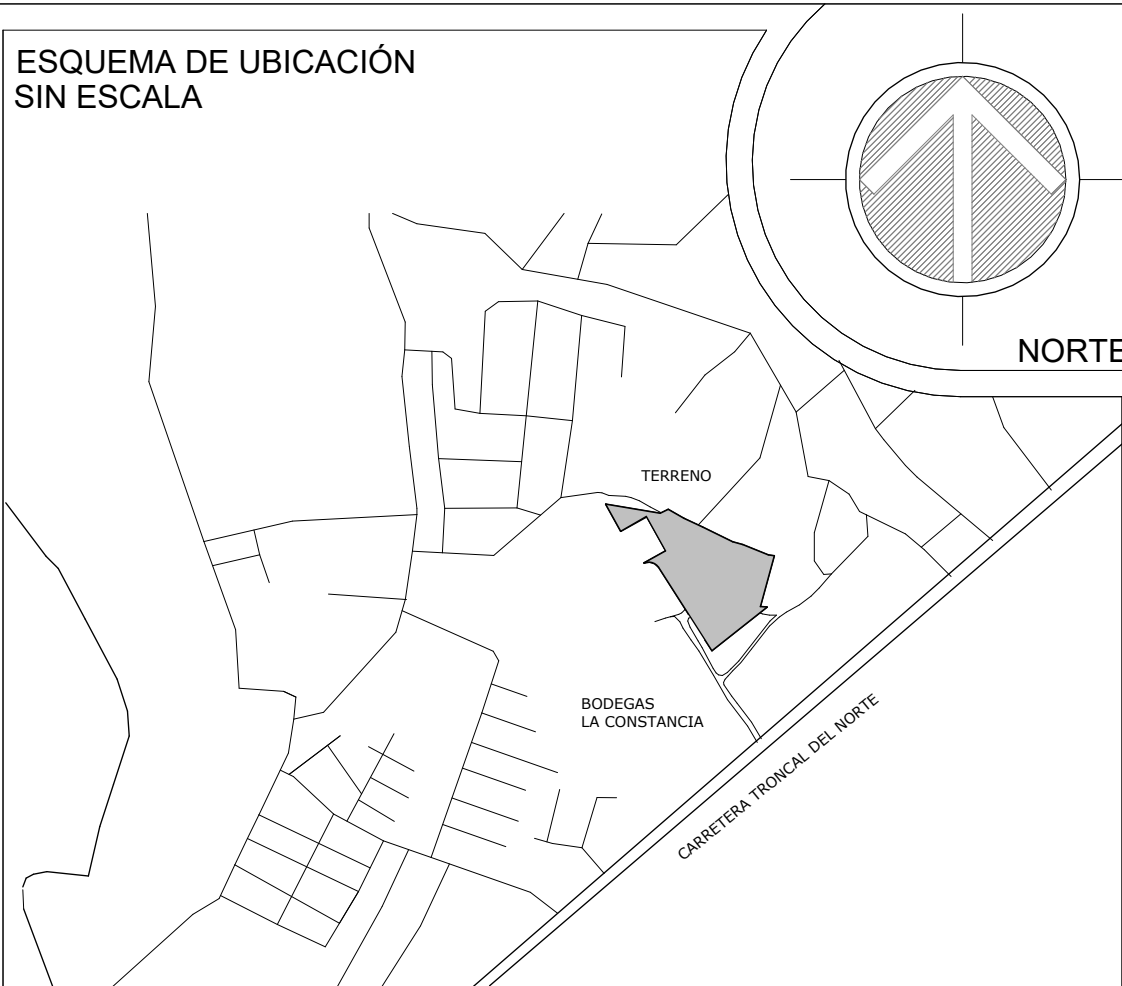 ESQUEMA DE UBICACIÓN
SIN ESCALA
NORTE
TERRENO
BODEGAS
LA CONSTANCIA
CARRETERA TRONCAL DEL NORTE